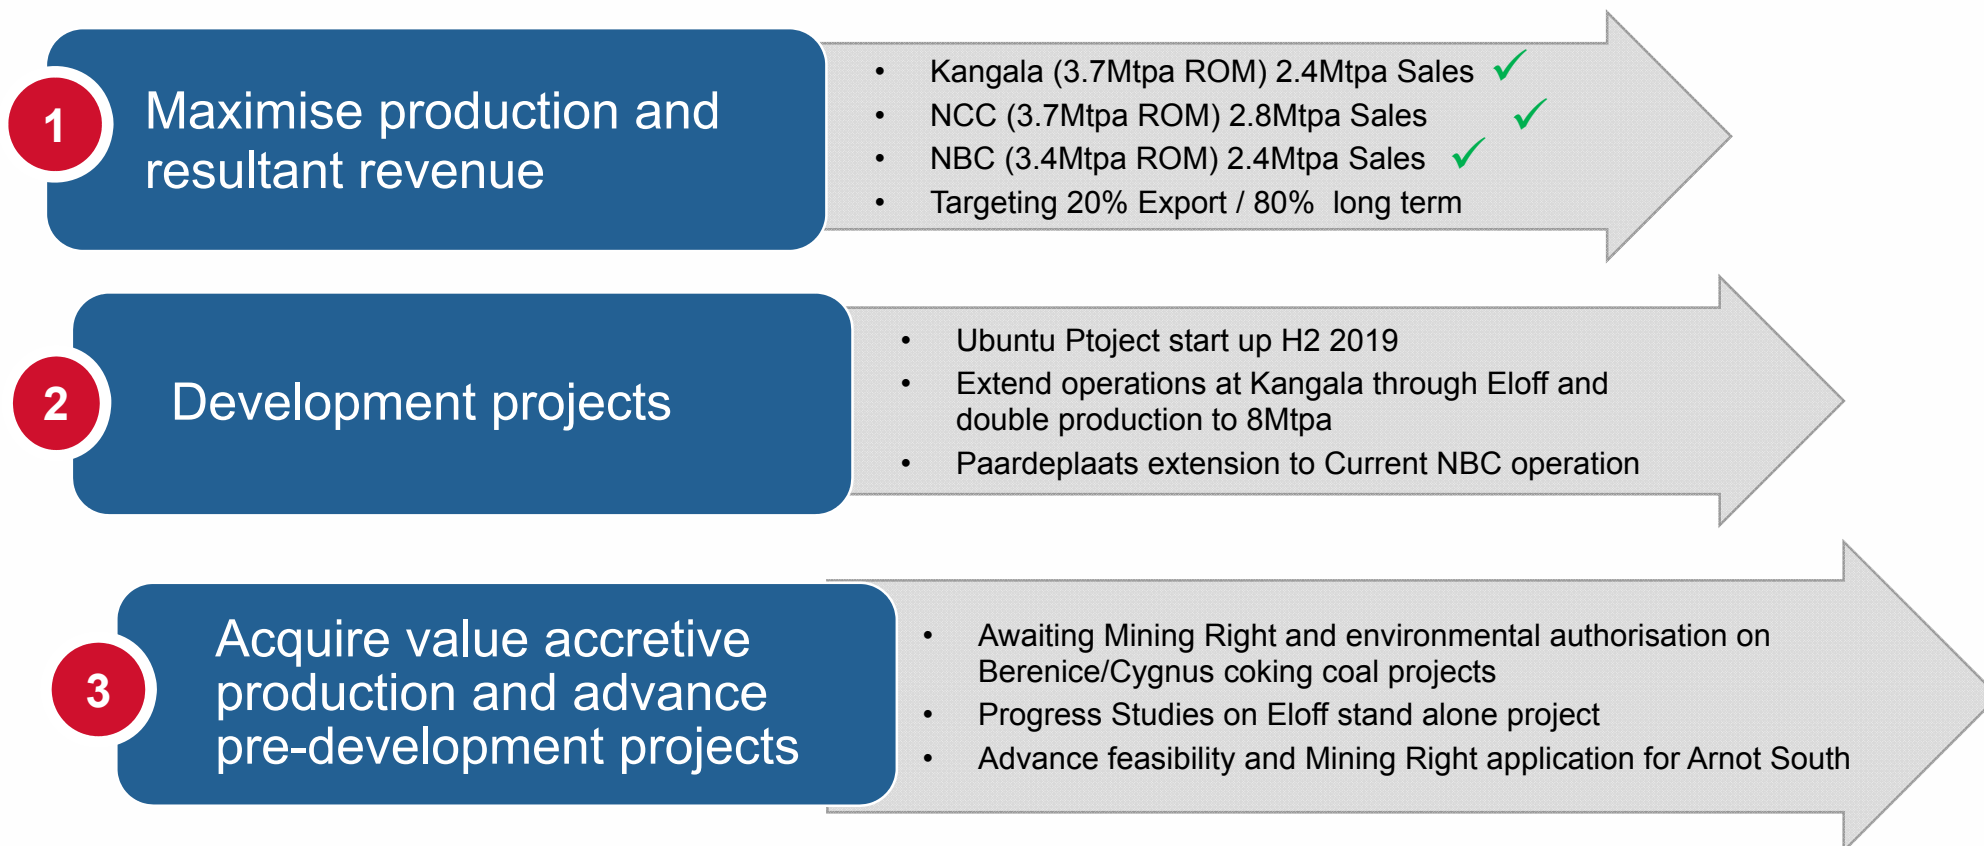 1
Maximise production and
resultant revenue
• Kangala (3.7Mtpa ROM) 2.4Mtpa Sales ✓
• NCC (3.7Mtpa ROM) 2.8Mtpa Sales ✓
• NBC (3.4Mtpa ROM) 2.4Mtpa Sales ✓
• Targeting 20% Export / 80% long term
2
Development projects
• Ubuntu Ptoject start up H2 2019
• Extend operations at Kangala through Eloff and
double production to 8Mtpa
• Paardeplaats extension to Current NBC operation
3
Acquire value accretive
production and advance
pre-development projects
• Awaiting Mining Right and environmental authorisation on
Berenice/Cygnus coking coal projects
• Progress Studies on Eloff stand alone project
• Advance feasibility and Mining Right application for Arnot South